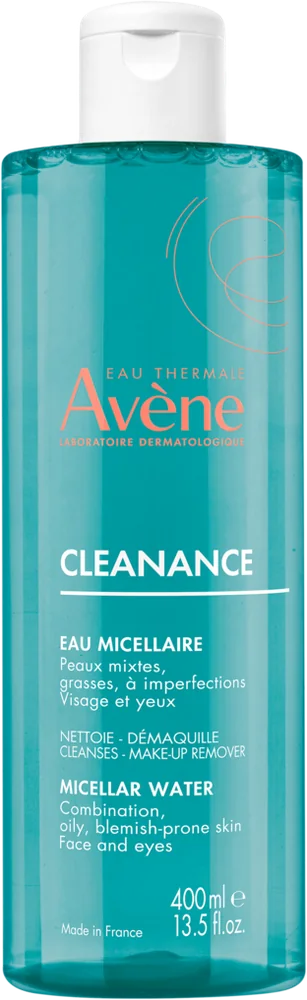 EAU THERMALE
Avène
LABORATOIRE DERMATOLOGIQUE
CLEANANCE
EAU MICELLAIRE
Peaux mixtes,
grasses, à imperfections
Visage et yeux
NETTOIE - DÉMAQUILLE
CLEANSES - MAKE-UP REMOVER
MICELLAR WATER
Combination,
oily, blemish-prone skin
Face and eyes
400 ml e
13.5 fl.oz.
Made in France